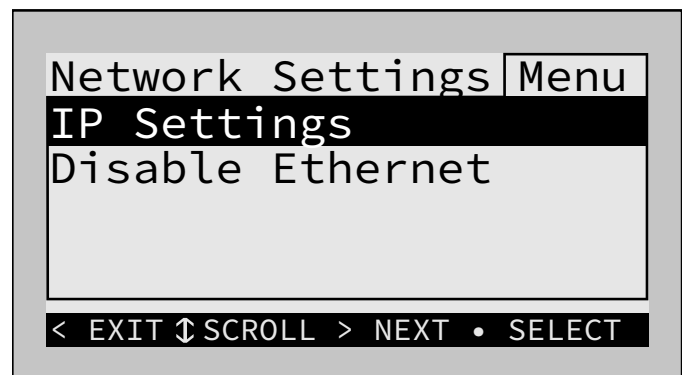 Network Settings Menu
IP Settings
Disable Ethernet
< EXIT ↕ SCROLL > NEXT • SELECT